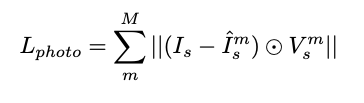 L_{photo} = \sum_{m}^{M} ||(I_s - \hat{I}_s^m) \odot V_s^m||